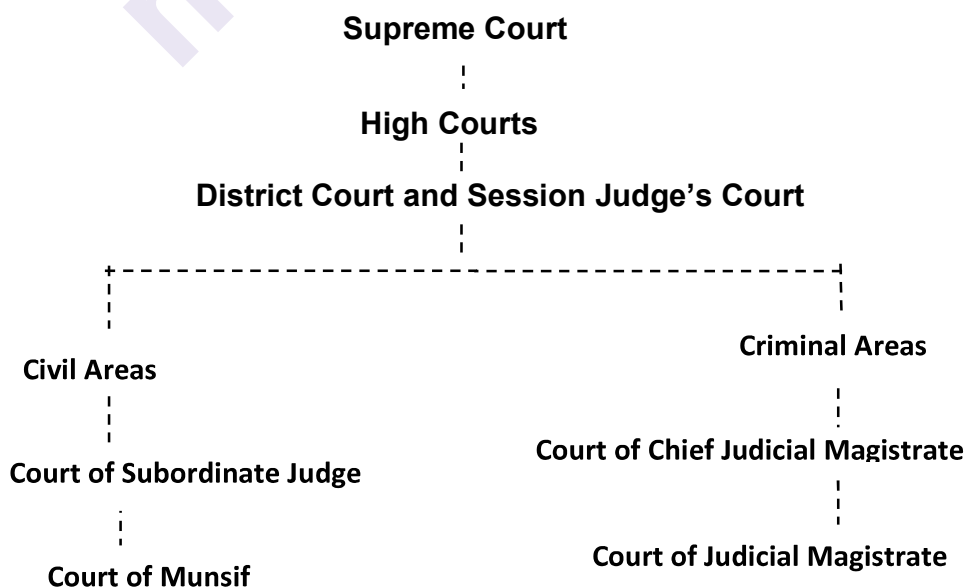 Supreme Court
High Courts
District Court and Session Judge’s Court
Civil Areas
Court of Subordinate Judge
Court of Munsif
Criminal Areas
Court of Chief Judicial Magistrate
Court of Judicial Magistrate